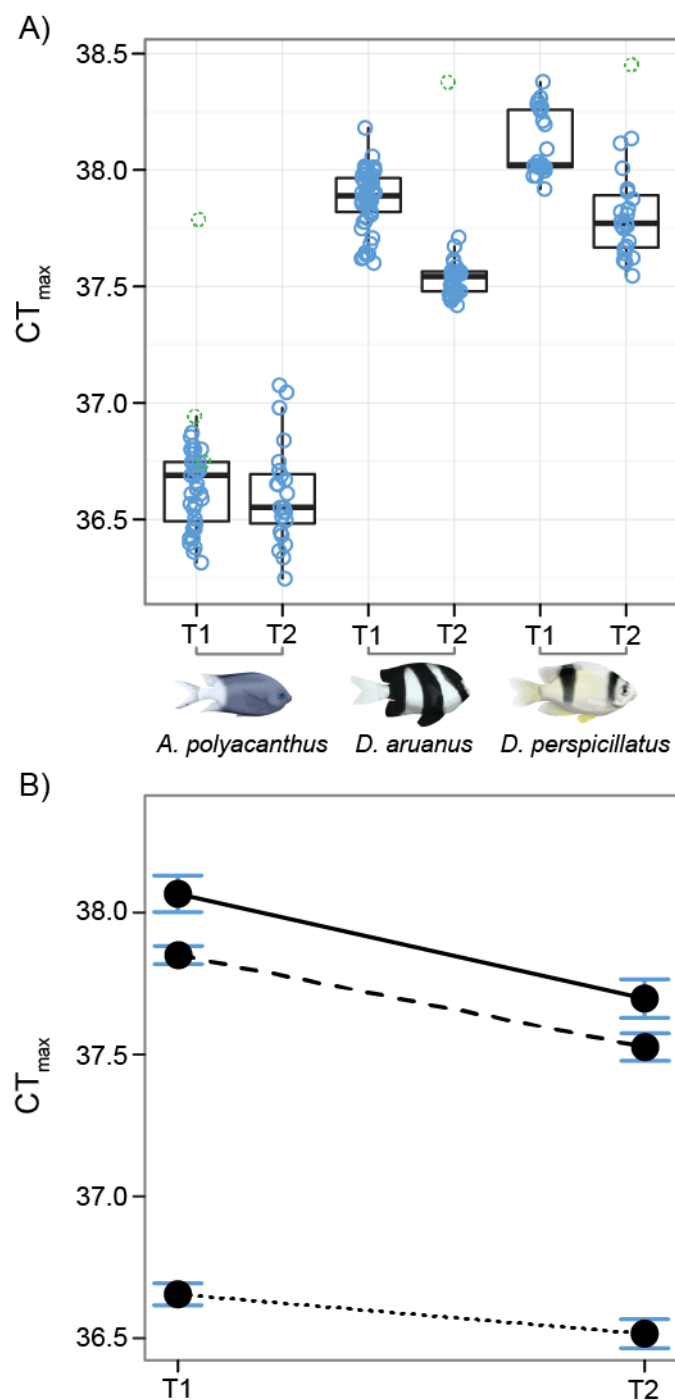 A)
38.5
38.0
37.5
37.0
36.5
CTmax
T1 T2 T1 T2 T1 T2
A. polyacanthus D. aruanus D. perspicillatus
B)
38.0
37.5
37.0
36.5
CTmax
T1 T2